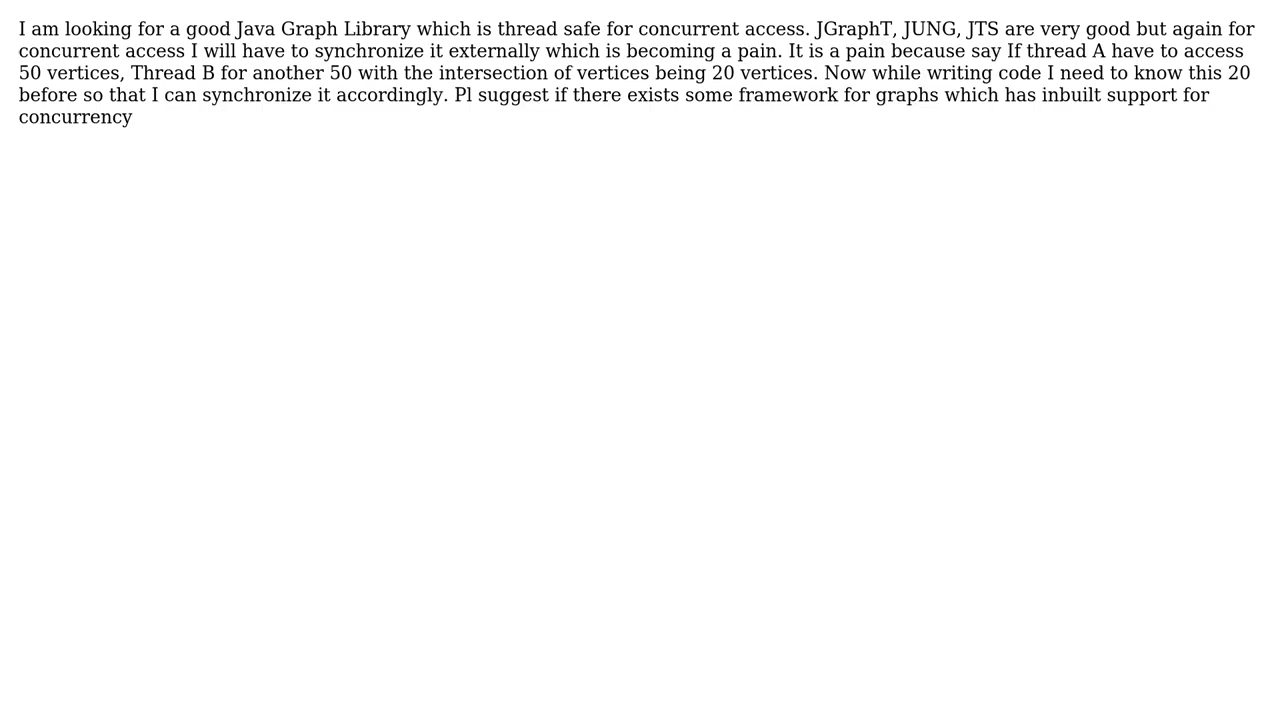 I am looking for a good Java Graph Library which is thread safe for concurrent access. JGraphT, JUNG, JTS are very good but again for
concurrent access I will have to synchronize it externally which is becoming a pain. It is a pain because say If thread A have to access
50 vertices, Thread B for another 50 with the intersection of vertices being 20 vertices. Now while writing code I need to know this 20
before so that I can synchronize it accordingly. Pl suggest if there exists some framework for graphs which has inbuilt support for
concurrency